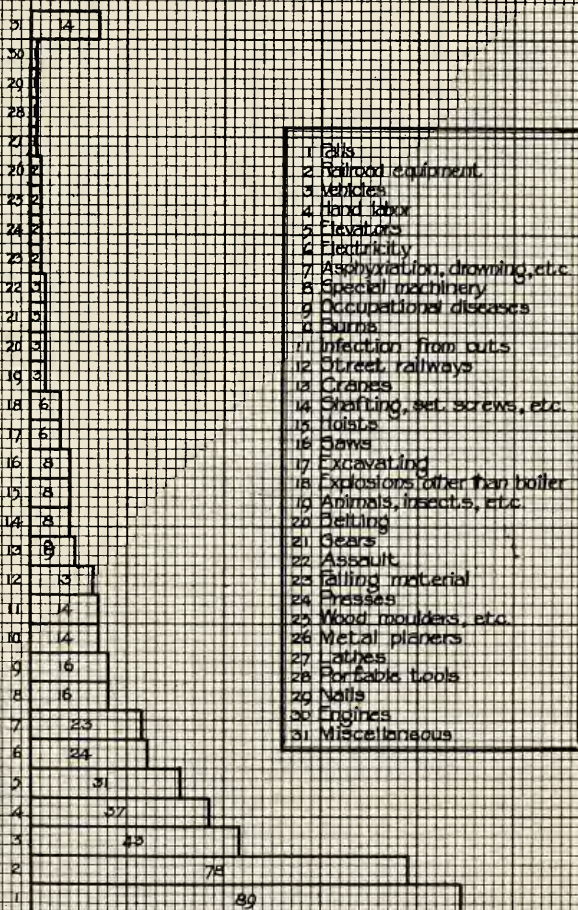 14
30
29
28
27
26 2
25 2
24 2
23 2
22 3
21 3
20 3
19 3
18 6
17 6
16 8
15 8
14 8
13
12 13
11 14
10 14
9 16
8 16
7 23
6 24
5 31
4 37
3 43
2 78
1 89
1 Falls
2 Railroad equipment
3 Vehicles
4 Hand labor
5 Elevators
6 Electricity
7 Asphyxiation, drowning, etc.
8 Special machinery
9 Occupational diseases
0 Burns
11 Infection from cuts
12 Street railways
13 Cranes
14 Shafting, set screws, etc.
15 Hoists
16 Saws
17 Excavating
18 Explosions other than boiler
19 Animals, insects, etc.
20 Belting
21 Gears
22 Assault
23 Falling material
24 Presses
25 Wood moulders, etc.
26 Metal planers
27 Lathes
28 Portable tools
29 Nails
30 Engines
31 Miscellaneous